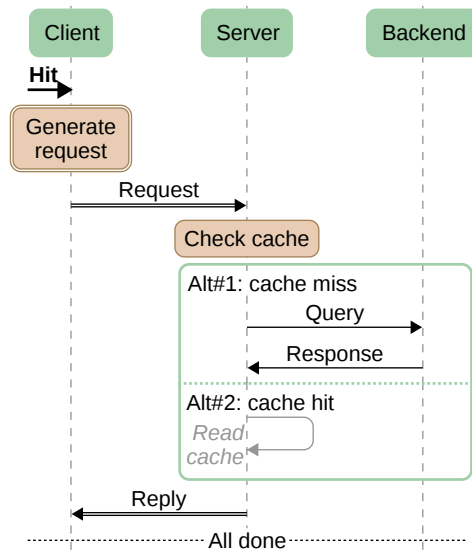 Client
Server
Backend
Hit
Generate
request
Request
Check cache
Alt#1: cache miss
Query
Response
Alt#2: cache hit
Read
cache
Reply
All done